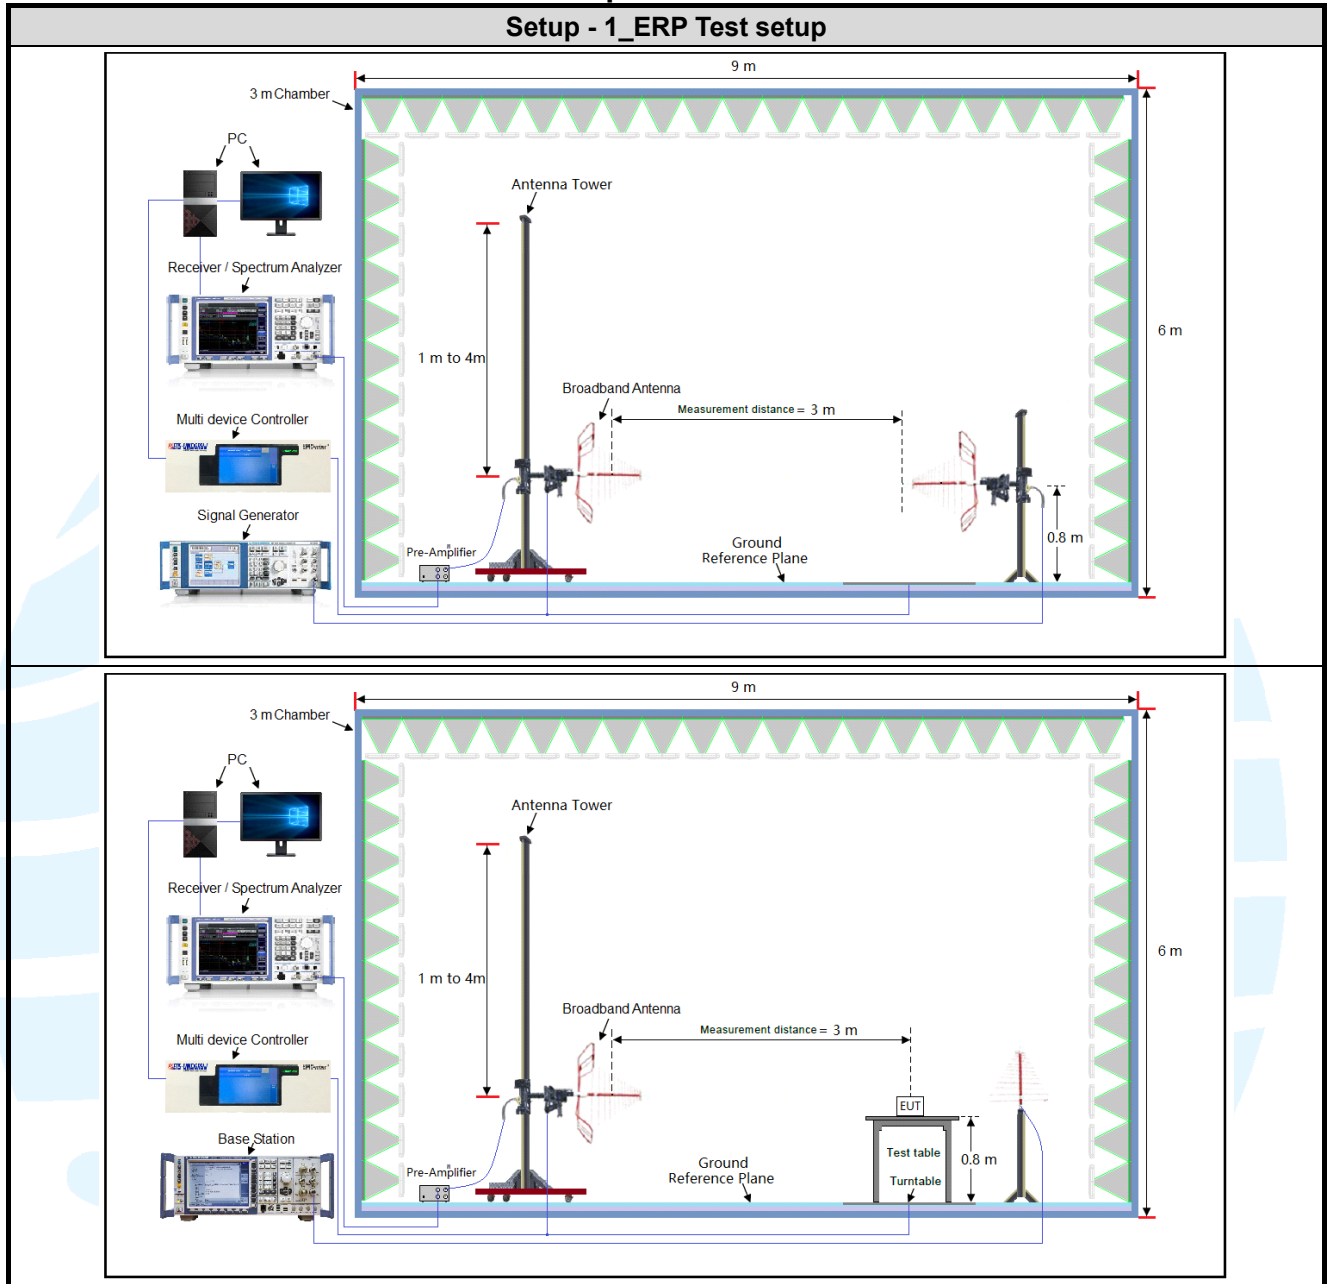 Setup - 1_ERP Test setup
9 m
3 m Chamber
PC
Antenna Tower
Receiver / Spectrum Analyzer
6 m
1 m to 4m
Broadband Antenna
Measurement distance = 3 m
Multi device Controller
Signal Generator
Pre-Amplifier
Ground
Reference Plane
0.8 m
9 m
3 m Chamber
PC
Antenna Tower
Receiver / Spectrum Analyzer
6 m
1 m to 4m
Broadband Antenna
Measurement distance = 3 m
Multi device Controller
EUT
Base Station
Test table
0.8 m
Pre-Amplifier
Ground
Reference Plane
Turntable